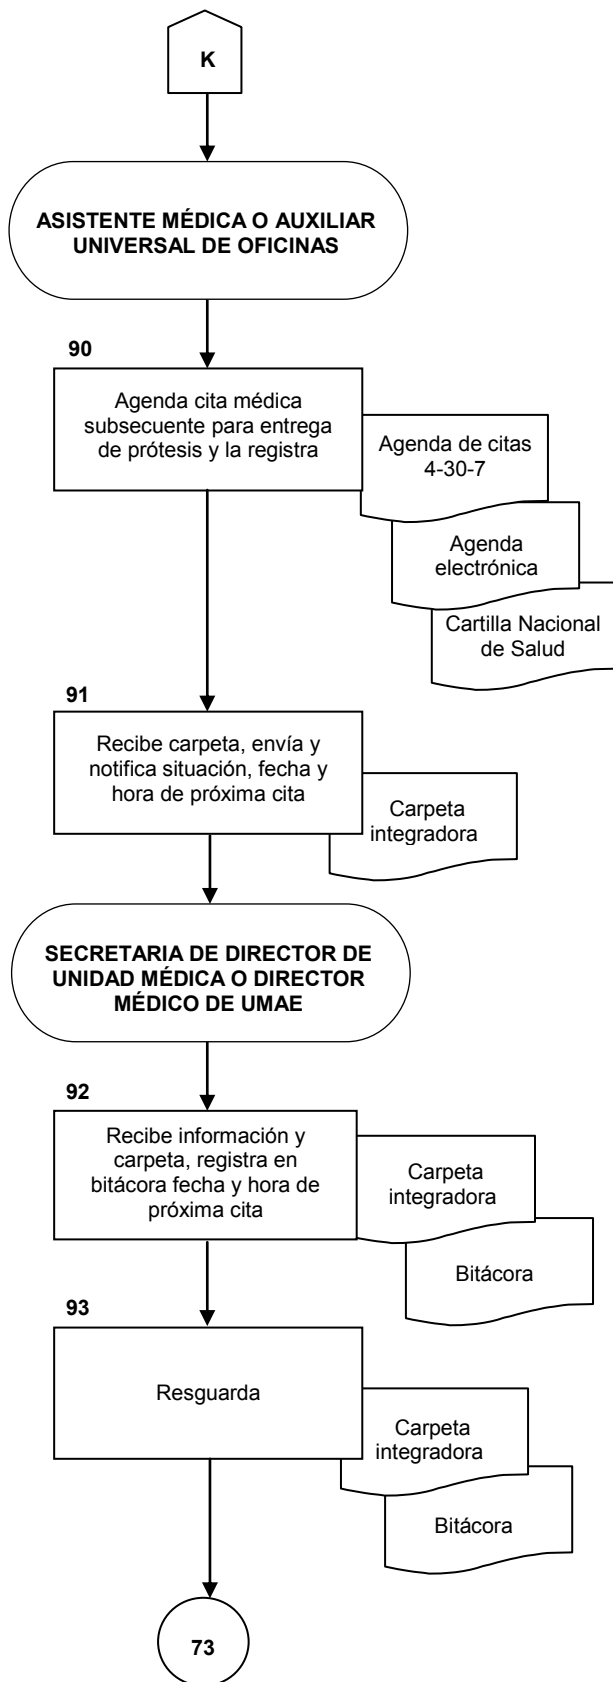 K
ASISTENTE MÉDICA O AUXILIAR
UNIVERSAL DE OFICINAS
90
Agenda cita médica
subsecuente para entrega
de prótesis y la registra
Agenda de citas
4-30-7
Agenda
electrónica
Cartilla Nacional
de Salud
91
Recibe carpeta, envía y
notifica situación, fecha y
hora de próxima cita
Carpeta
integradora
SECRETARIA DE DIRECTOR DE
UNIDAD MÉDICA O DIRECTOR
MÉDICO DE UMAE
92
Recibe información y
carpeta, registra en
bitácora fecha y hora de
próxima cita
Carpeta
integradora
Bitácora
93
Resguarda
Carpeta
integradora
Bitácora
73